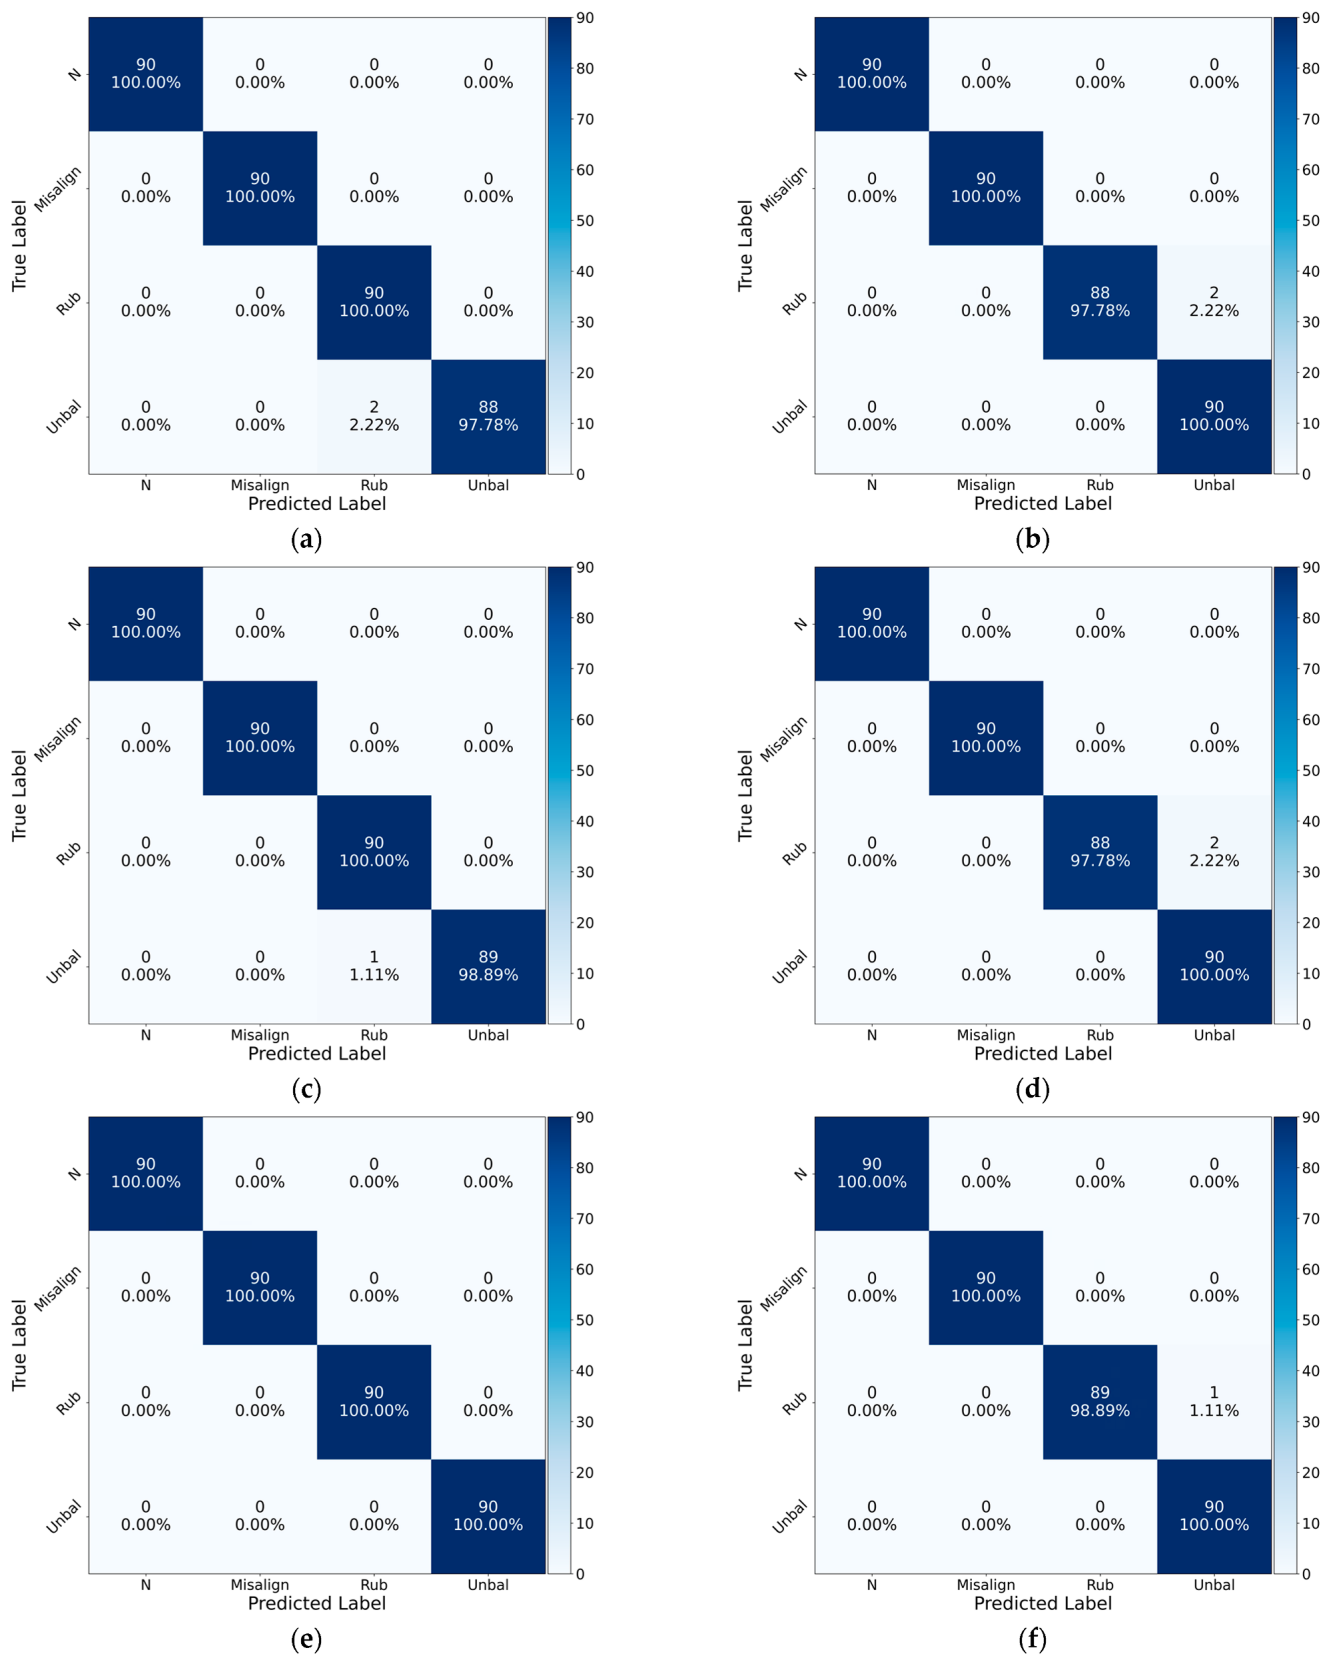 90 0 0 0
100.00% 0.00% 0.00% 0.00%
N
0 90 0 0
0.00% 100.00% 0.00% 0.00%
Misalign
0 0 90 0
0.00% 0.00% 100.00% 0.00%
Rub
0 0 2 88
0.00% 0.00% 2.22% 97.78%
Unbal
True Label
N Misalign Rub Unbal
Predicted Label
90
80
70
60
50
40
30
20
10
0
(a)
90 0 0 0
100.00% 0.00% 0.00% 0.00%
N
0 90 0 0
0.00% 100.00% 0.00% 0.00%
Misalign
0 0 88 2
0.00% 0.00% 97.78% 2.22%
Rub
0 0 0 90
0.00% 0.00% 0.00% 100.00%
Unbal
True Label
N Misalign Rub Unbal
Predicted Label
90
80
70
60
50
40
30
20
10
0
(b)
90 0 0 0
100.00% 0.00% 0.00% 0.00%
N
0 90 0 0
0.00% 100.00% 0.00% 0.00%
Misalign
0 0 90 0
0.00% 0.00% 100.00% 0.00%
Rub
0 0 1 89
0.00% 0.00% 1.11% 98.89%
Unbal
True Label
N Misalign Rub Unbal
Predicted Label
90
80
70
60
50
40
30
20
10
0
(c)
90 0 0 0
100.00% 0.00% 0.00% 0.00%
N
0 90 0 0
0.00% 100.00% 0.00% 0.00%
Misalign
0 0 88 2
0.00% 0.00% 97.78% 2.22%
Rub
0 0 0 90
0.00% 0.00% 0.00% 100.00%
Unbal
True Label
N Misalign Rub Unbal
Predicted Label
90
80
70
60
50
40
30
20
10
0
(d)
90 0 0 0
100.00% 0.00% 0.00% 0.00%
N
0 90 0 0
0.00% 100.00% 0.00% 0.00%
Misalign
0 0 90 0
0.00% 0.00% 100.00% 0.00%
Rub
0 0 0 90
0.00% 0.00% 0.00% 100.00%
Unbal
True Label
N Misalign Rub Unbal
Predicted Label
90
80
70
60
50
40
30
20
10
0
(e)
90 0 0 0
100.00% 0.00% 0.00% 0.00%
N
0 90 0 0
0.00% 100.00% 0.00% 0.00%
Misalign
0 0 89 1
0.00% 0.00% 98.89% 1.11%
Rub
0 0 0 90
0.00% 0.00% 0.00% 100.00%
Unbal
True Label
N Misalign Rub Unbal
Predicted Label
90
80
70
60
50
40
30
20
10
0
(f)